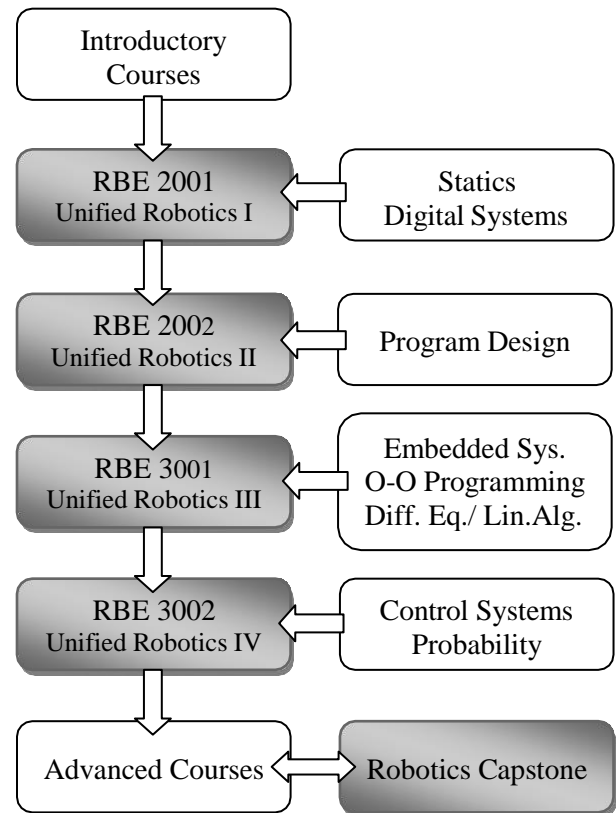 Introductory
Courses
RBE 2001
Unified Robotics I
Statics
Digital Systems
RBE 2002
Unified Robotics II
Program Design
RBE 3001
Unified Robotics III
Embedded Sys.
O-O Programming
Diff. Eq./ Lin.Alg.
RBE 3002
Unified Robotics IV
Control Systems
Probability
Advanced Courses
Robotics Capstone